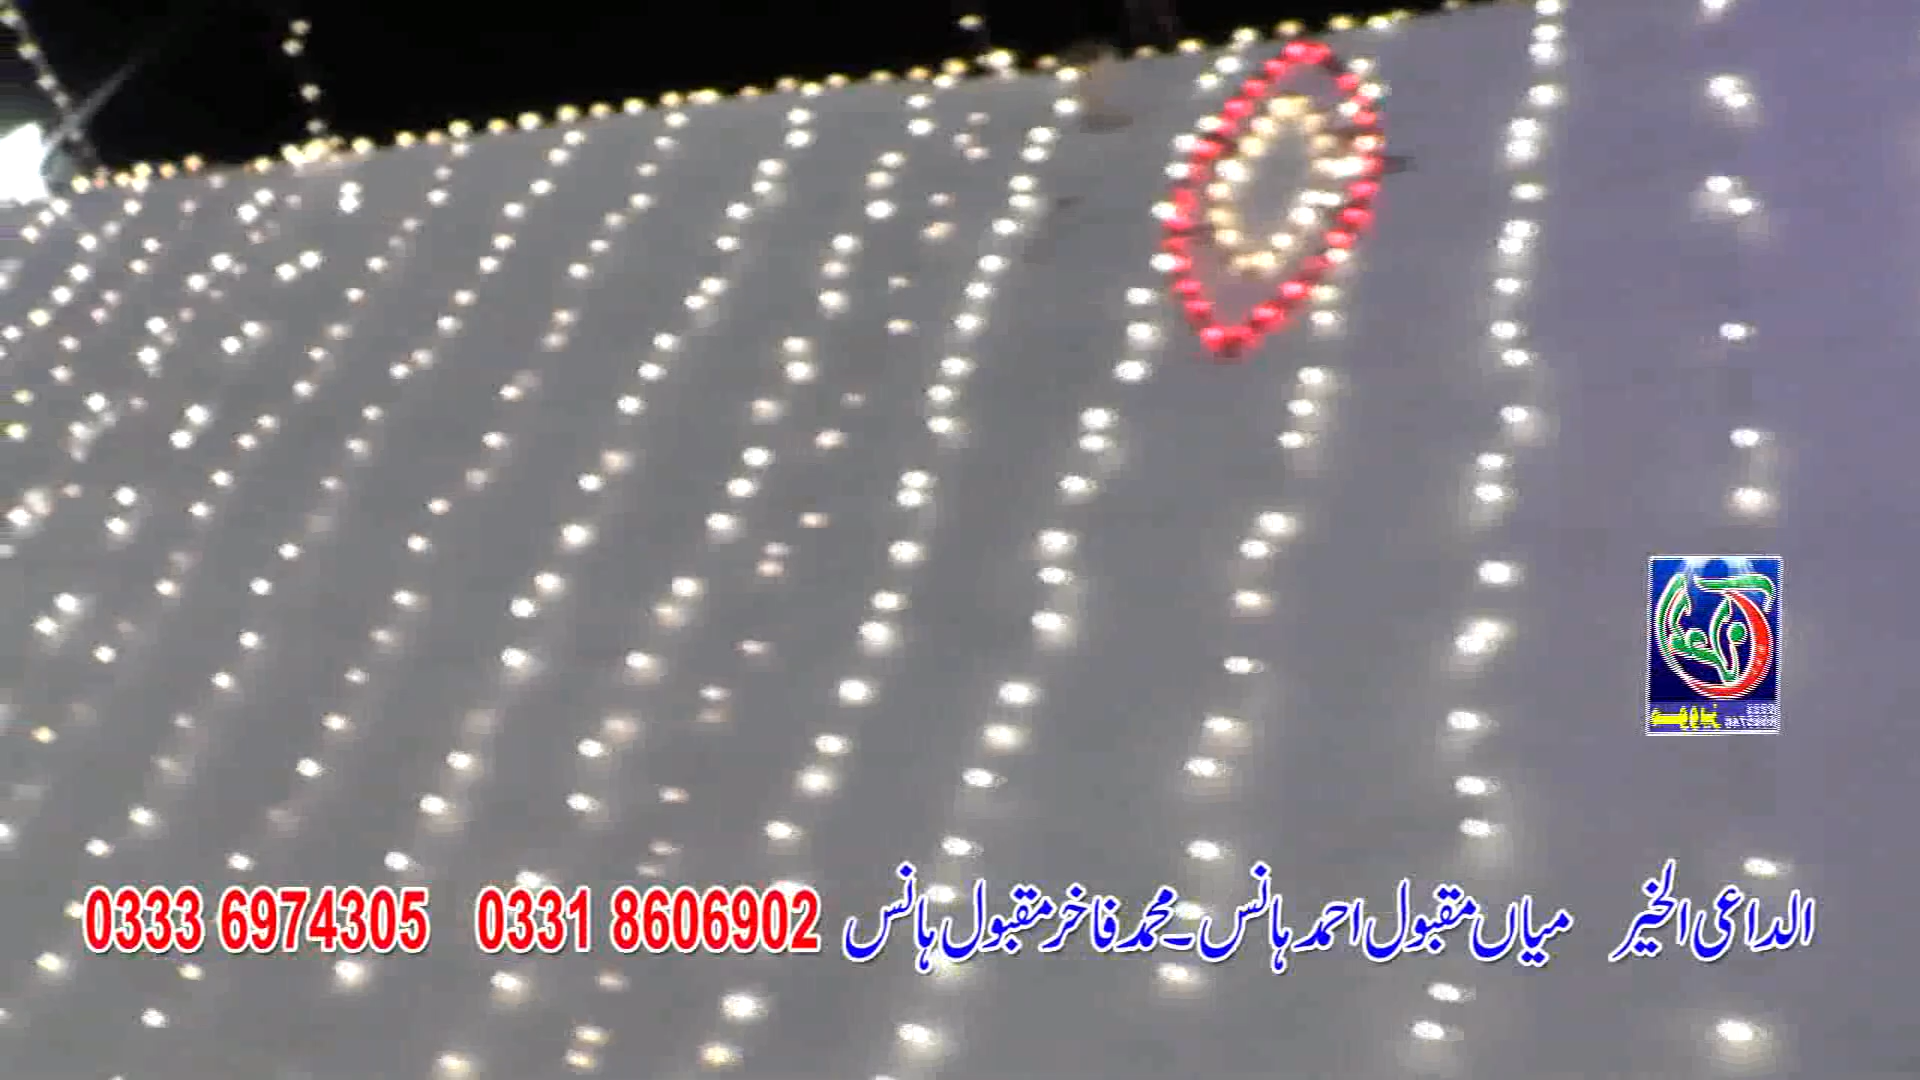 الداعی الخیر میاں مقبول احمد ہانس۔محمد فاخر مقبول ہانس 0331 8606902 0333 6974305